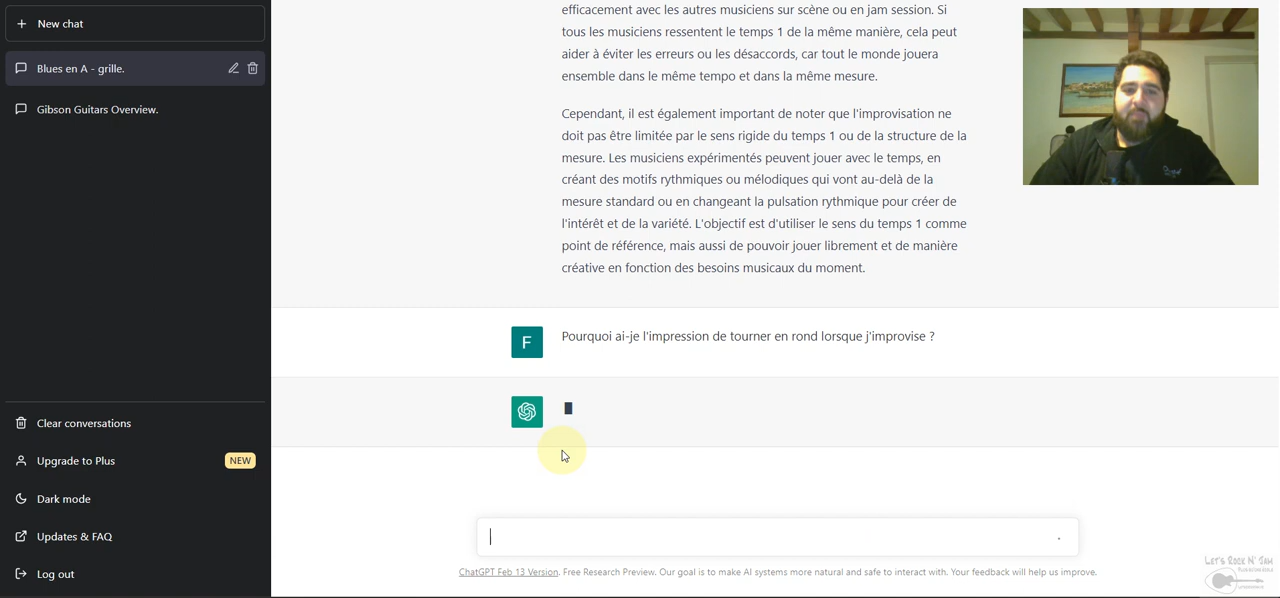 New chat
Blues en A - grille.
Gibson Guitars Overview.
Clear conversations
Upgrade to Plus
NEW
Dark mode
Updates & FAQ
Log out
efficacement avec les autres musiciens sur scène ou en jam session. Si
tous les musiciens ressentent le temps 1 de la même manière, cela peut
aider à éviter les erreurs ou les désaccords, car tout le monde jouera
ensemble dans le même tempo et dans la même mesure.
Cependant, il est également important de noter que l'improvisation ne
doit pas être limitée par le sens rigide du temps 1 ou de la structure de la
mesure. Les musiciens expérimentés peuvent jouer avec le temps, en
créant des motifs rythmiques ou mélodiques qui vont au-delà de la
mesure standard ou en changeant la pulsation rythmique pour créer de
l'intérêt et de la variété. L'objectif est d'utiliser le sens du temps 1 comme
point de référence, mais aussi de pouvoir jouer librement et de manière
créative en fonction des besoins musicaux du moment.
F
Pourquoi ai-je l'impression de tourner en rond lorsque j'improvise ?
ChatGPT Feb 13 Version. Free Research Preview. Our goal is to make AI systems more natural and safe to interact with. Your feedback will help us improve.
LET'S ROCK N' JAM